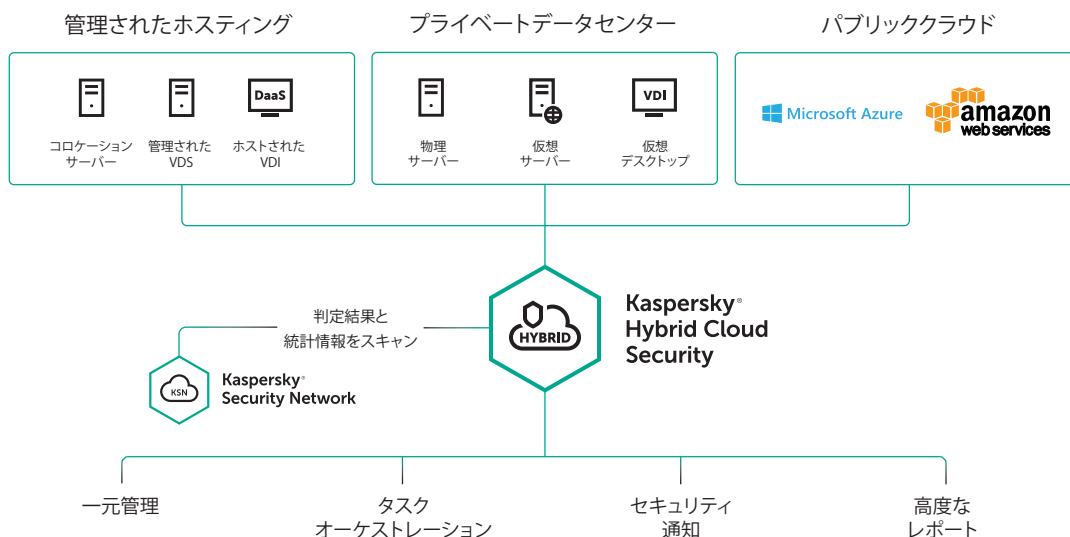 管理されたホスティング
プライベートデータセンター
パブリッククラウド
DaaS
コロケーション
サーバー
管理された
VDS
ホストされた
VDI
物理
サーバー
仮想
サーバー
VDI
仮想
デスクトップ
Microsoft Azure
amazon
web services
HYBRID
Kaspersky®
Hybrid Cloud
Security
判定結果と
統計情報をスキャン
KSN
Kaspersky®
Security Network
一元管理
タスク
オーケストレーション
セキュリティ
通知
高度な
レポート